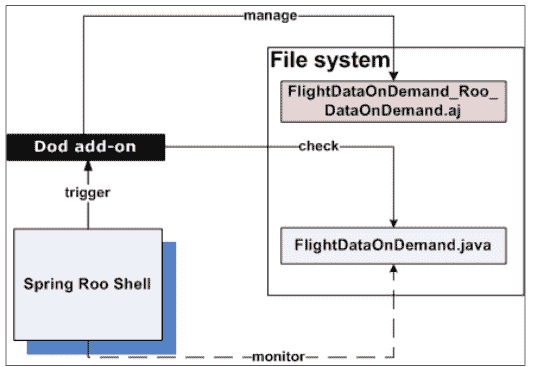 manage
File system
FlightDataOnDemand_Roo_
DataOnDemand.aj
Dod add-on
check
trigger
FlightDataOnDemand.java
Spring Roo Shell
monitor